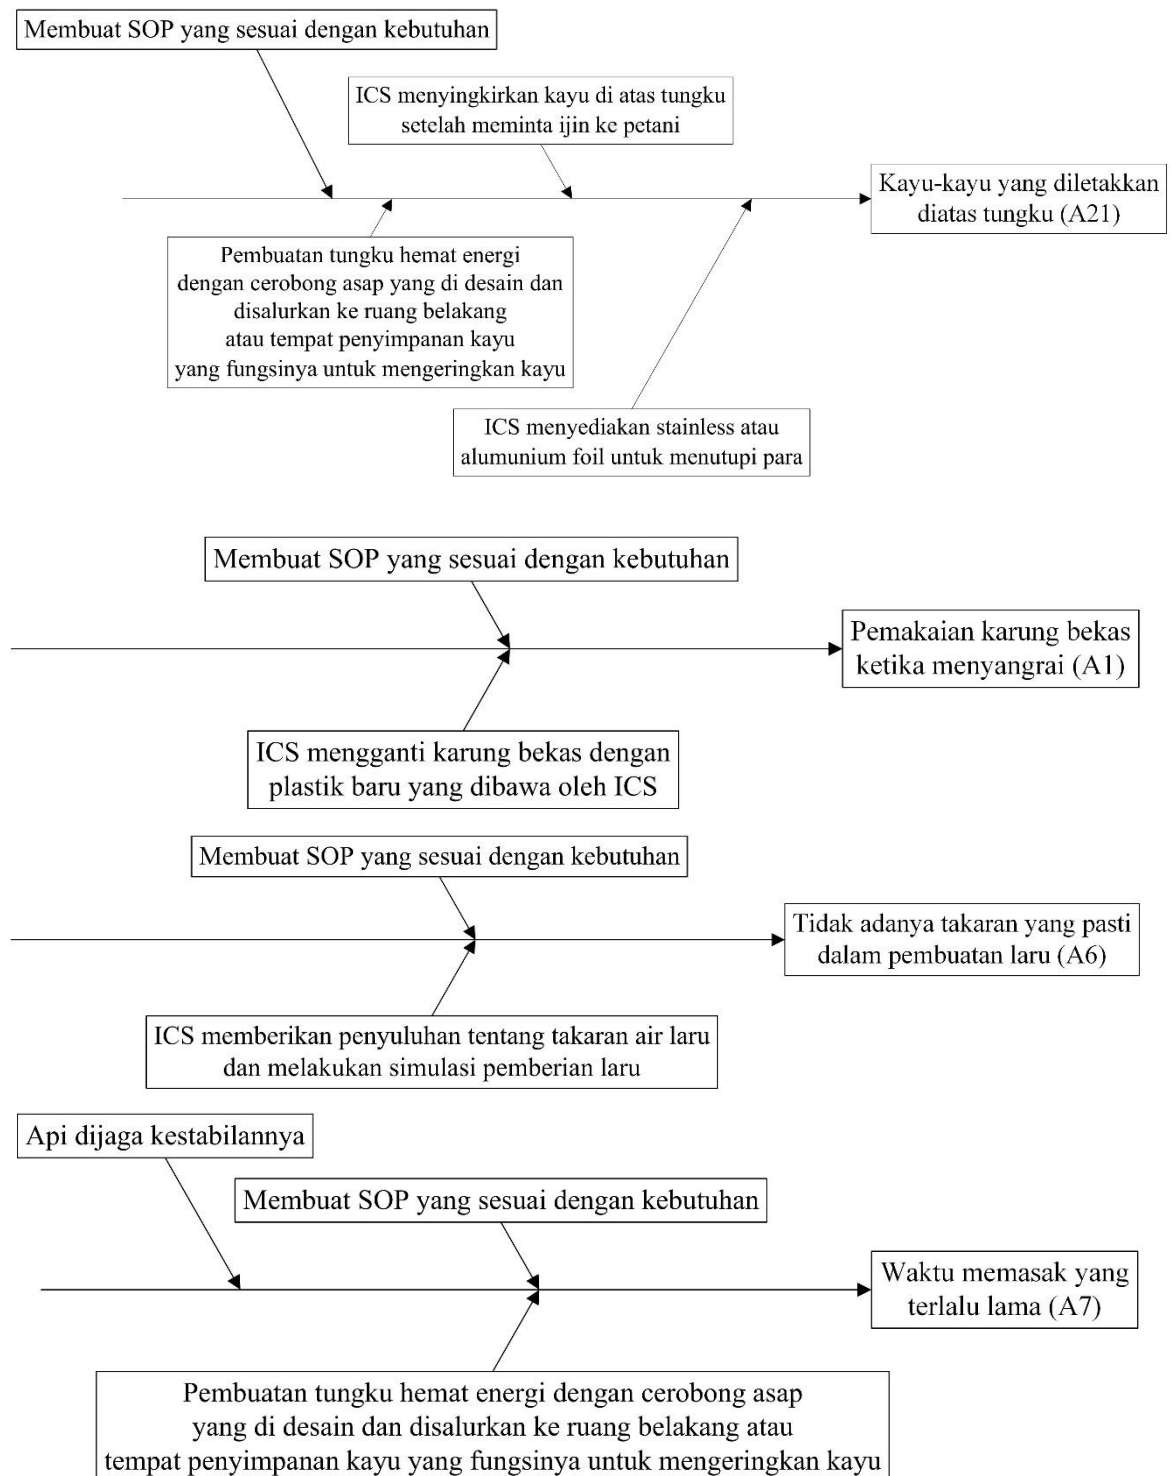 Membuat SOP yang sesuai dengan kebutuhan
ICS menyingkirkan kayu di atas tungku
setelah meminta ijin ke petani
Kayu-kayu yang diletakkan
diatas tungku (A21)
Pembuatan tungku hemat energi
dengan cerobong asap yang di desain dan
disalurkan ke ruang belakang
atau tempat penyimpanan kayu
yang fungsinya untuk mengeringkan kayu
ICS menyediakan stainless atau
alumunium foil untuk menutupi para
Membuat SOP yang sesuai dengan kebutuhan
Pemakaian karung bekas
ketika menyangrai (A1)
ICS mengganti karung bekas dengan
plastik baru yang dibawa oleh ICS
Membuat SOP yang sesuai dengan kebutuhan
Tidak adanya takaran yang pasti
dalam pembuatan laru (A6)
ICS memberikan penyuluhan tentang takaran air laru
dan melakukan simulasi pemberian laru
Api dijaga kestabilannya
Membuat SOP yang sesuai dengan kebutuhan
Waktu memasak yang
terlalu lama (A7)
Pembuatan tungku hemat energi dengan cerobong asap
yang di desain dan disalurkan ke ruang belakang atau
tempat penyimpanan kayu yang fungsinya untuk mengeringkan kayu